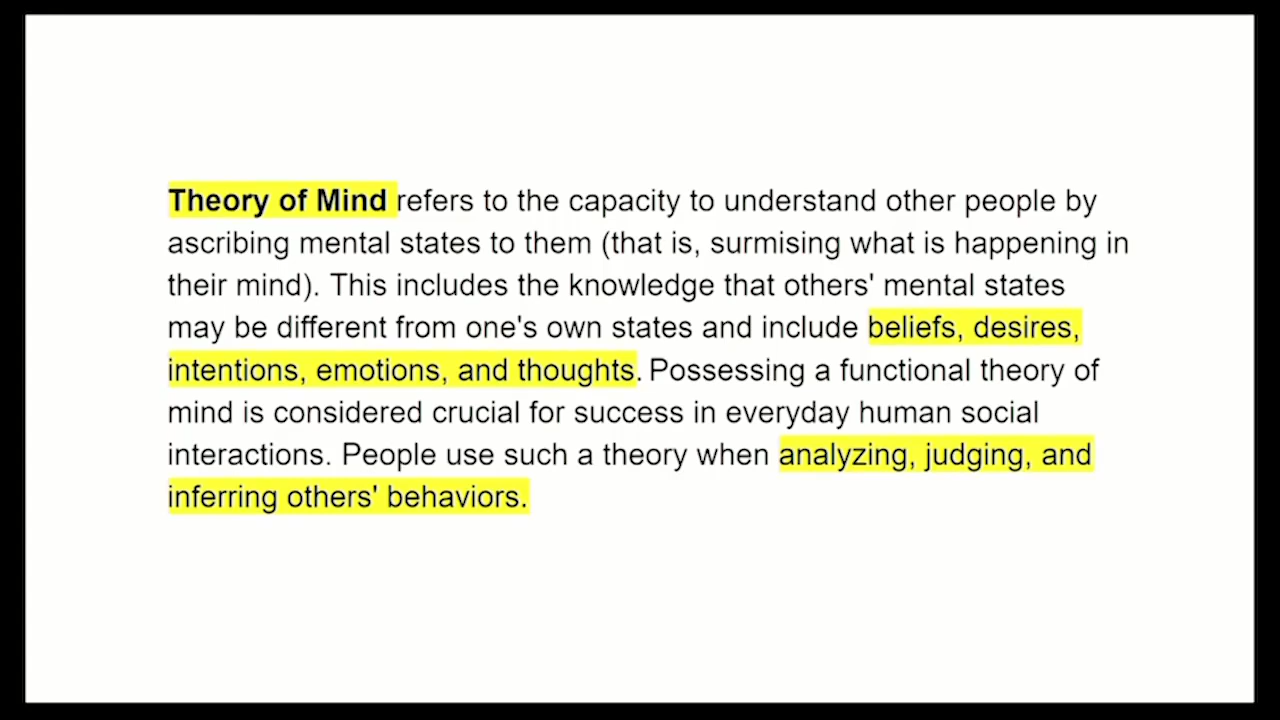 Theory of Mind refers to the capacity to understand other people by
ascribing mental states to them (that is, surmising what is happening in
their mind). This includes the knowledge that others' mental states
may be different from one's own states and include beliefs, desires,
intentions, emotions, and thoughts. Possessing a functional theory of
mind is considered crucial for success in everyday human social
interactions. People use such a theory when analyzing, judging, and
inferring others' behaviors.